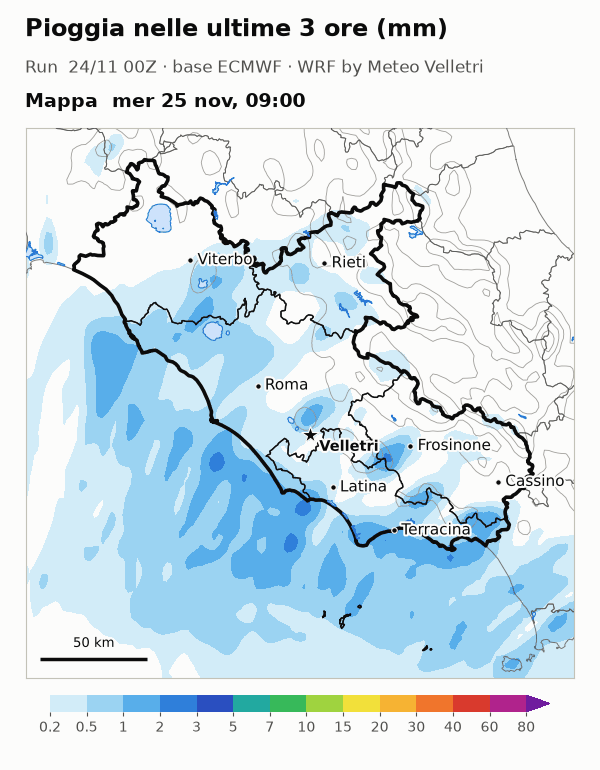 Pioggia nelle ultime 3 ore (mm)
Run  24/11 00Z · base ECMWF · WRF by Meteo Velletri
Mappa  mer 25 nov, 09:00
Viterbo
Rieti
Roma
Velletri
Frosinone
Latina
Cassino
Terracina
50 km
0.2 0.5 1 2 3 5 7 10 15 20 30 40 60 80